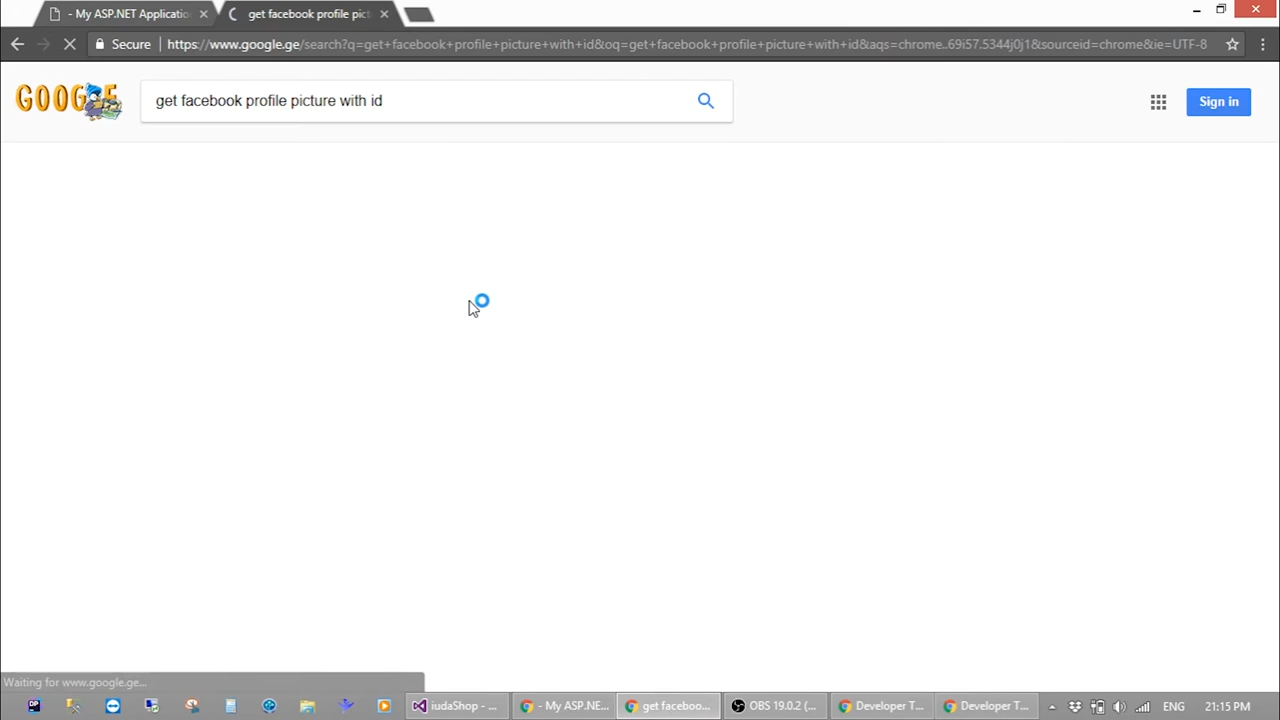 - My ASP.NET Applicatio
get facebook profile pict
Secure
https://www.google.ge/search?q=get+facebook+profile+picture+with+id&oq=get+facebook+profile+picture+with+id&aqs=chrome..69i57.5344j0j1&sourceid=chrome&ie=UTF-8
get facebook profile picture with id
Sign in
Waiting for www.google.ge...
iudaShop - ...
- My ASP.NE...
get faceboo...
OBS 19.0.2 (...
Developer T...
Developer T...
ENG
21:15 PM